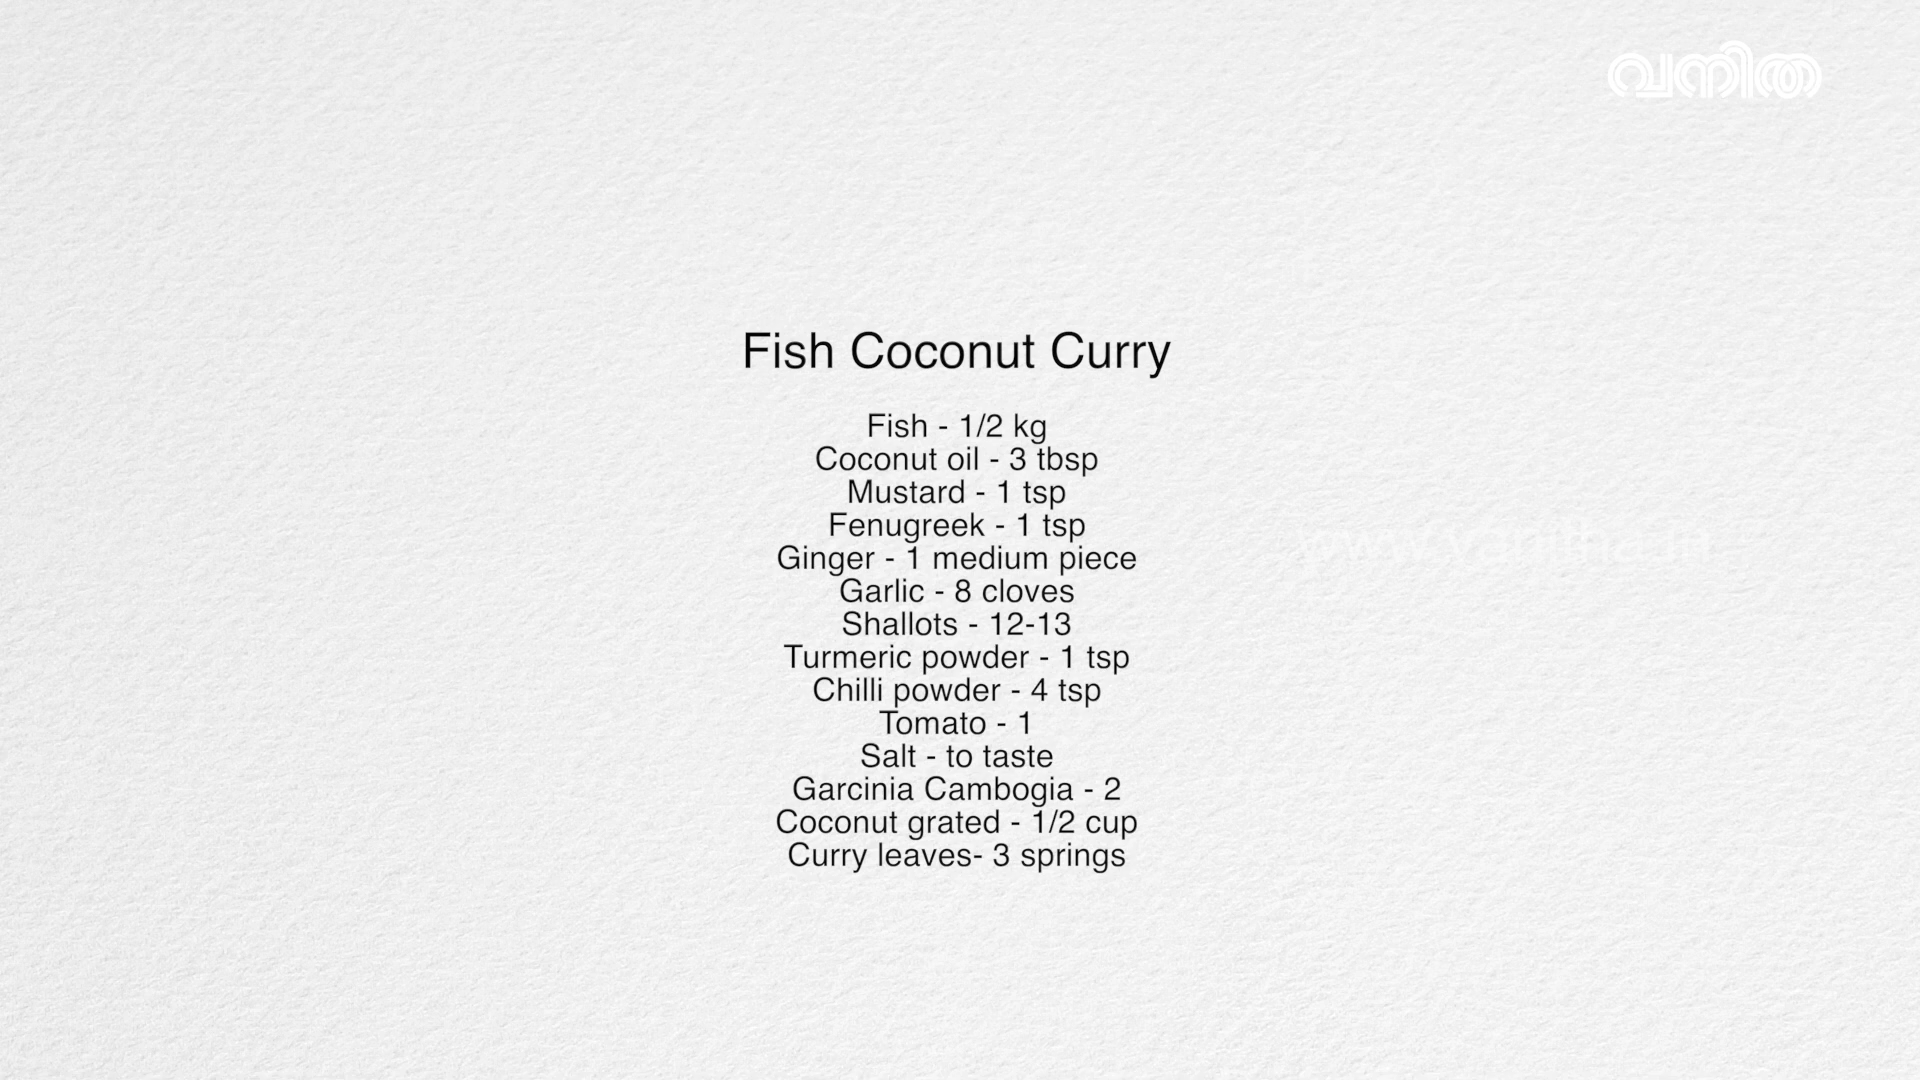 വനിത
Fish Coconut Curry
Fish - 1/2 kg
Coconut oil - 3 tbsp
Mustard - 1 tsp
Fenugreek - 1 tsp
Ginger - 1 medium piece
Garlic - 8 cloves
Shallots - 12-13
Turmeric powder - 1 tsp
Chilli powder - 4 tsp
Tomato - 1
Salt - to taste
Garcinia Cambogia - 2
Coconut grated - 1/2 cup
Curry leaves- 3 springs